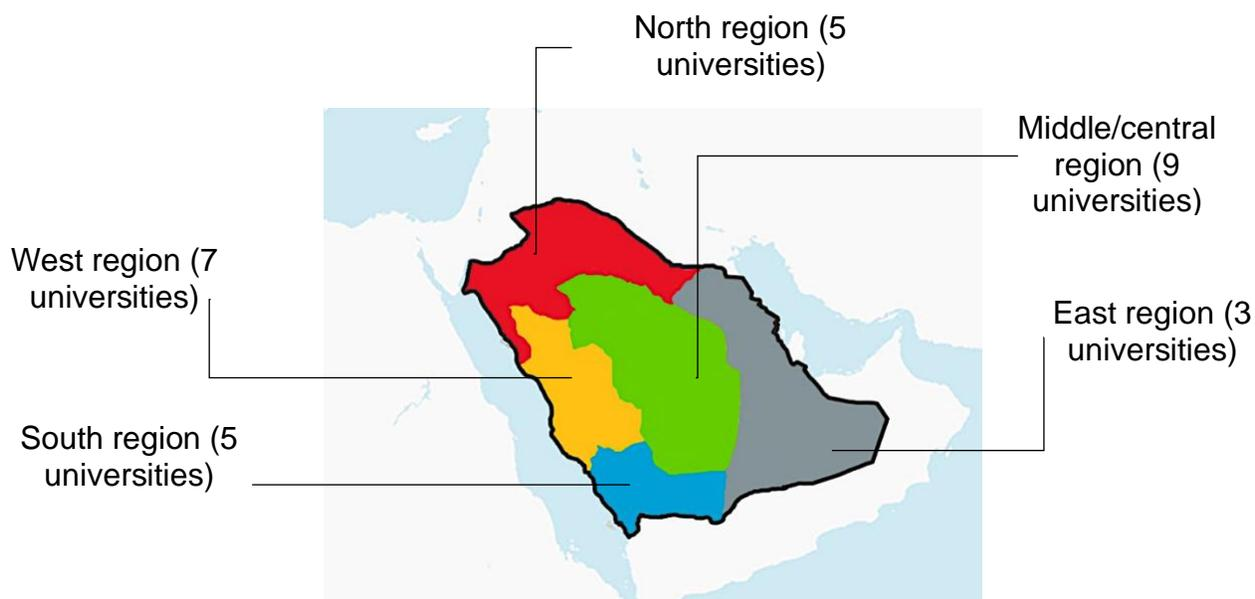 North region (5
universities)
Middle/central
region (9
universities)
West region (7
universities)
East region (3
universities)
South region (5
universities)